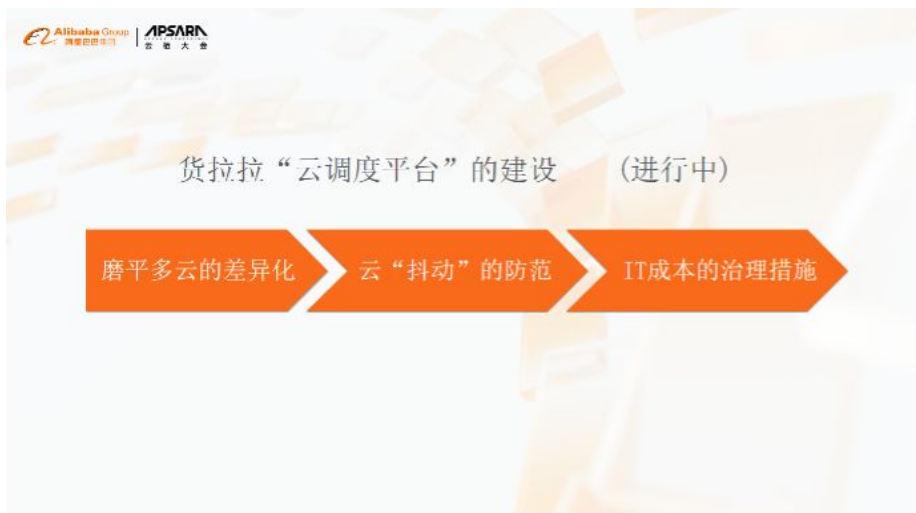 Alibaba Group
阿里巴巴集团
APSARA
云栖大会
货拉拉“云调度平台”的建设 (进行中)
磨平多云的差异化
云“抖动”的防范
IT成本的治理措施